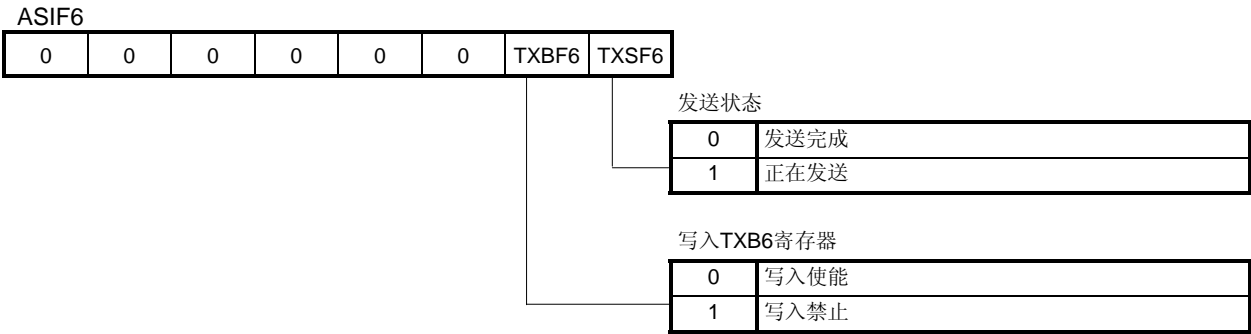 ASIF6
0 0 0 0 0 0 TXBF6 TXSF6
发送状态
0 发送完成
1 正在发送
写入TXB6寄存器
0 写入使能
1 写入禁止